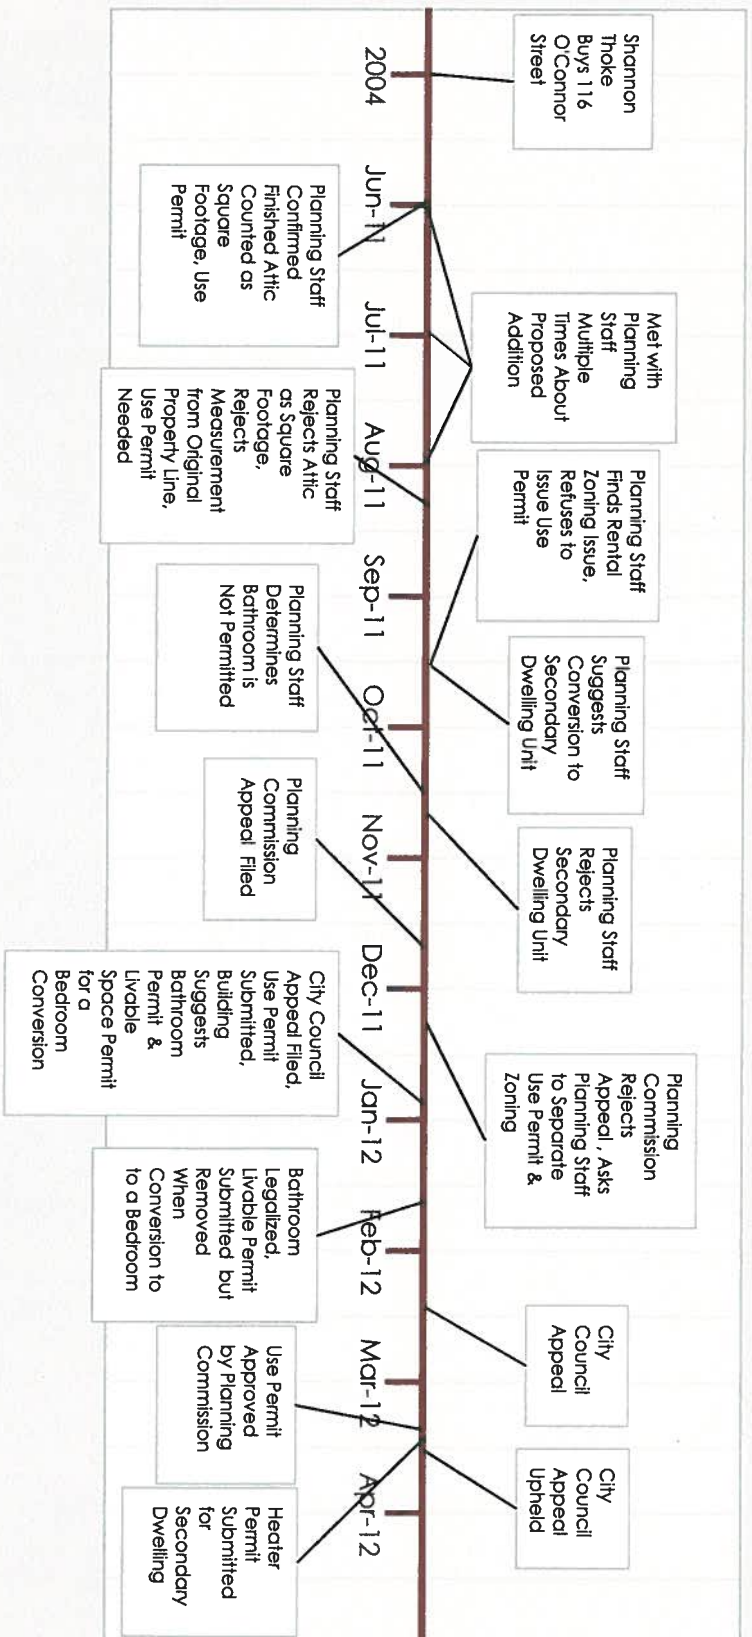 Shannon
Thoke
Buys 116
O'Connor
Street
Met with
Planning
Staff
Multiple
Times About
Proposed
Addition
Planning Staff
Finds Rental
Zoning Issue,
Refuses to
Issue Use
Permit
Planning Staff
Suggests
Conversion to
Secondary
Dwelling Unit
Planning Staff
Rejects
Secondary
Dwelling Unit
Planning
Commission
Rejects
Appeal , Asks
Planning Staff
to Separate
Use Permit &
Zoning
City
Council
Appeal
City
Council
Appeal
Upheld
2004
Jun-11
Jul-11
Aug-11
Sep-11
Oct-11
Nov-11
Dec-11
Jan-12
Feb-12
Mar-12
Apr-12
Planning Staff
Confirmed
Finished Attic
Counted as
Square
Footage, Use
Permit
Planning Staff
Rejects Attic
as Square
Footage,
Rejects
Measurement
from Original
Property Line,
Use Permit
Needed
Planning Staff
Determines
Bathroom is
Not Permitted
Planning
Commission
Appeal Filed
City Council
Appeal Filed,
Use Permit
Submitted,
Building
Suggests
Bathroom
Permit &
Livable
Space Permit
for a
Bedroom
Conversion
Bathroom
Legalized,
Livable Permit
Submitted but
Removed
When
Conversion to
to a Bedroom
Use Permit
Approved
by Planning
Commission
Heater
Permit
Submitted
for
Secondary
Dwelling